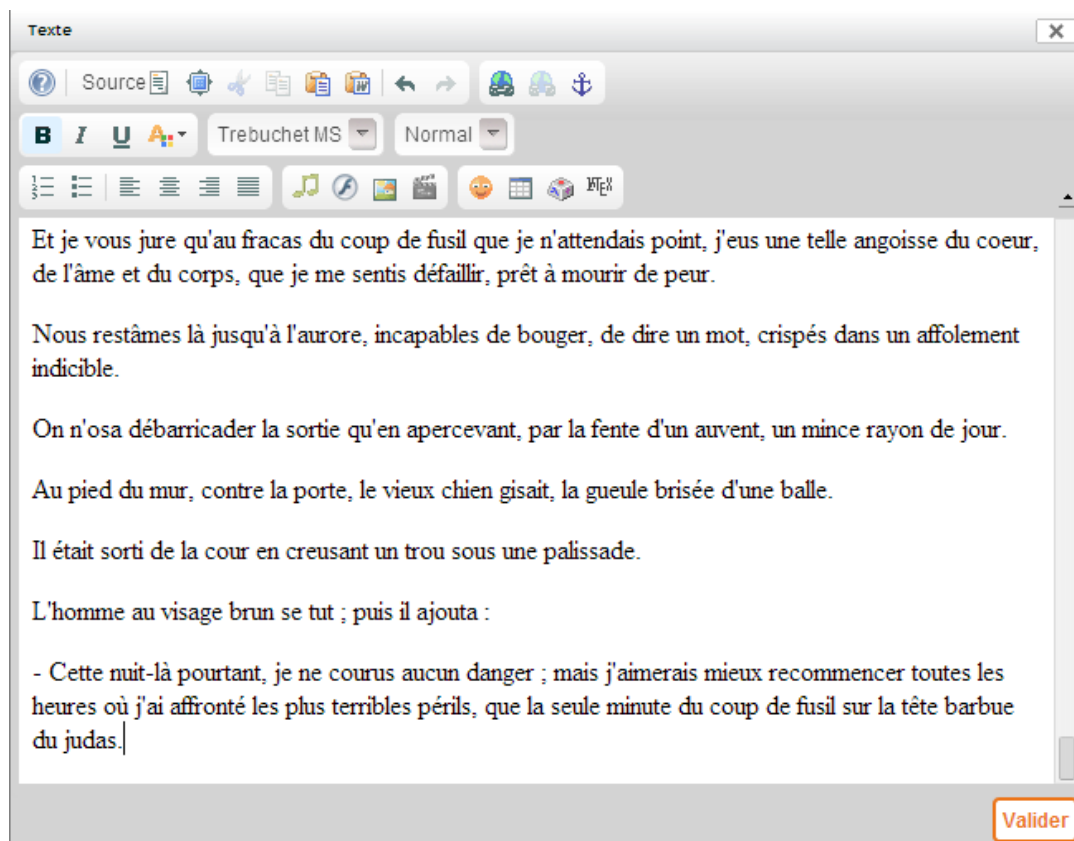 Texte
Source
B I U A Trebuchet MS Normal
LATEX
Et je vous jure qu'au fracas du coup de fusil que je n'attendais point, j'eus une telle angoisse du coeur,
de l'âme et du corps, que je me sentis défaillir, prêt à mourir de peur.
Nous restâmes là jusqu'à l'aurore, incapables de bouger, de dire un mot, crispés dans un affolement
indicible.
On n'osa débarricader la sortie qu'en apercevant, par la fente d'un auvent, un mince rayon de jour.
Au pied du mur, contre la porte, le vieux chien gisait, la gueule brisée d'une balle.
Il était sorti de la cour en creusant un trou sous une palissade.
L'homme au visage brun se tut ; puis il ajouta :
- Cette nuit-là pourtant, je ne courus aucun danger ; mais j'aimerais mieux recommencer toutes les
heures où j'ai affronté les plus terribles périls, que la seule minute du coup de fusil sur la tête barbue
du judas.
Valider